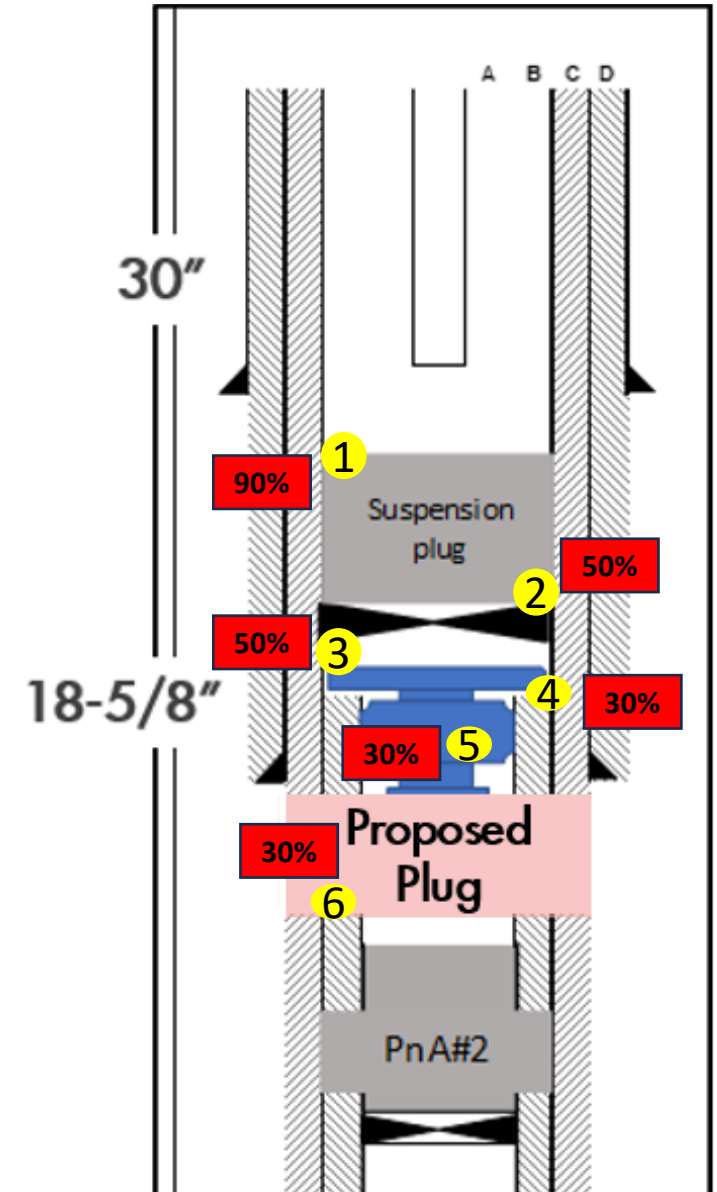 A B C D
30″
1
90%
Suspension
plug
50%
2
50%
3
18-5/8″
4
30%
30%
5
Proposed
Plug
30%
6
PnA#2